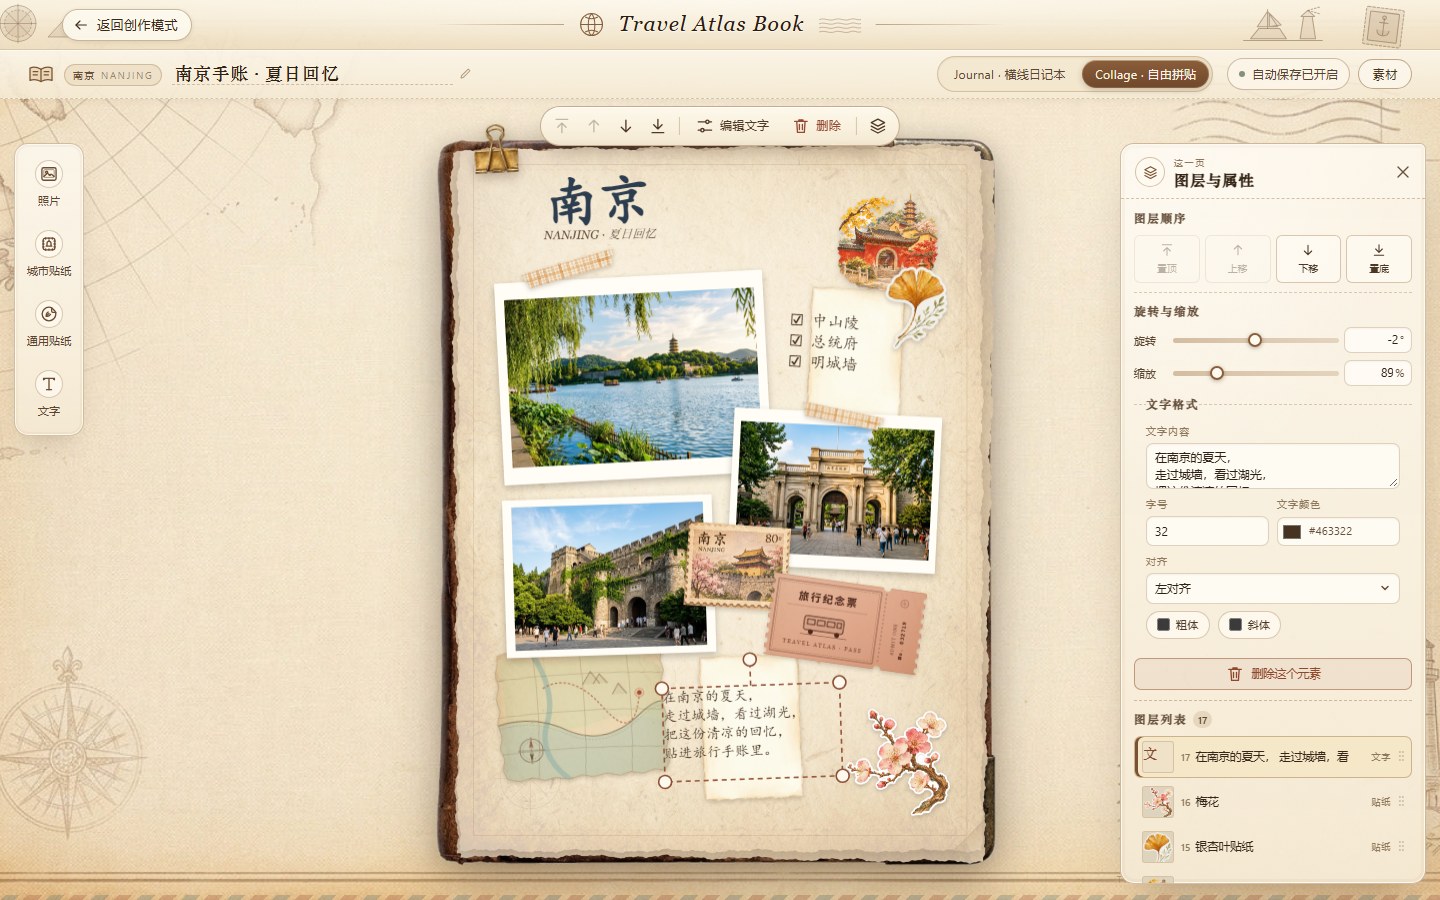 返回创作模式
Travel Atlas Book
南京 NANJING
南京手账 · 夏日回忆
Journal · 横线日记本
Collage · 自由拼贴
自动保存已开启
素材
编辑文字
删除
照片
城市贴纸
通用贴纸
文字
南京
NANJING · 夏日回忆
中山陵
总统府
明城墙
南京
NANJING
80
旅行纪念票
TRAVEL ATLAS · PASS
在南京的夏天，
走过城墙，看过湖光，
把这份清凉的回忆，
贴进旅行手账里。
这一页
图层与属性
图层顺序
置顶
上移
下移
置底
旋转与缩放
旋转
-2°
缩放
89%
文字格式
文字内容
在南京的夏天，
走过城墙，看过湖光，
字号
文字颜色
32
#463322
对齐
左对齐
粗体
斜体
删除这个元素
图层列表 17
文
17 在南京的夏天， 走过城墙，看
文字
16 梅花
贴纸
15 银杏叶贴纸
贴纸